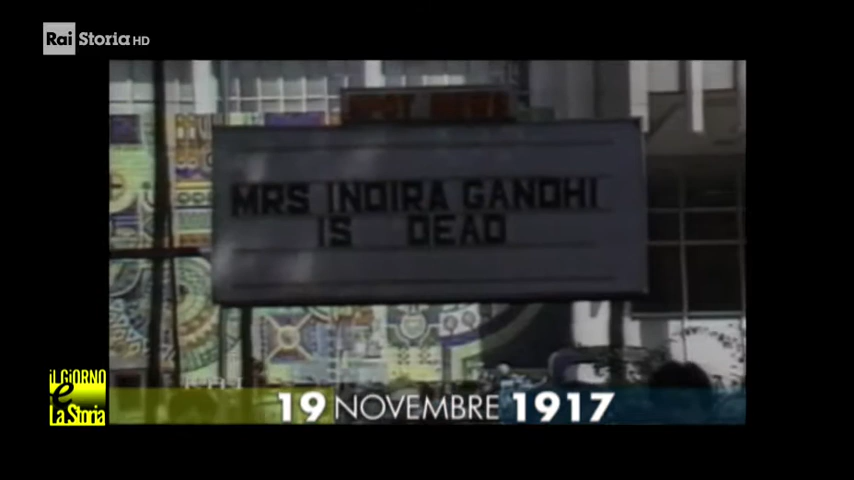 Rai Storia HD
MRS INDIRA GANDHI
IS DEAD
iL GiORNO
è
La Storia
19 NOVEMBRE 1917